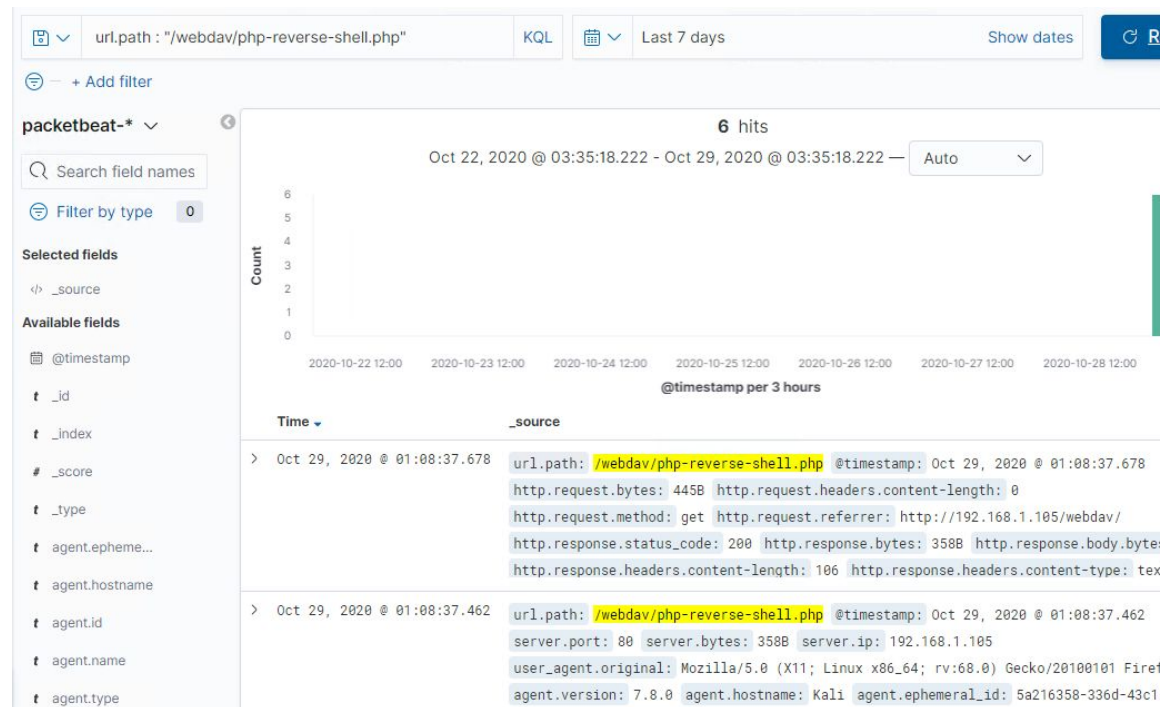 url.path : "/webdav/php-reverse-shell.php" KQL Last 7 days Show dates
+ Add filter
packetbeat-*
Search field names
Filter by type 0
Selected fields
</> _source
Available fields
@timestamp
t _id
t _index
# _score
t _type
t agent.epheme...
t agent.hostname
t agent.id
t agent.name
t agent.type
6 hits
Oct 22, 2020 @ 03:35:18.222 - Oct 29, 2020 @ 03:35:18.222 — Auto
Count
6
5
4
3
2
1
0
2020-10-22 12:00 2020-10-23 12:00 2020-10-24 12:00 2020-10-25 12:00 2020-10-26 12:00 2020-10-27 12:00 2020-10-28 12:00
@timestamp per 3 hours
Time _source
Oct 29, 2020 @ 01:08:37.678 url.path: /webdav/php-reverse-shell.php @timestamp: Oct 29, 2020 @ 01:08:37.678
http.request.bytes: 445B http.request.headers.content-length: 0
http.request.method: get http.request.referrer: http://192.168.1.105/webdav/
http.response.status_code: 200 http.response.bytes: 358B http.response.body.byte
http.response.headers.content-length: 106 http.response.headers.content-type: tex
Oct 29, 2020 @ 01:08:37.462 url.path: /webdav/php-reverse-shell.php @timestamp: Oct 29, 2020 @ 01:08:37.462
server.port: 80 server.bytes: 358B server.ip: 192.168.1.105
user_agent.original: Mozilla/5.0 (X11; Linux x86_64; rv:68.0) Gecko/20100101 Firef
agent.version: 7.8.0 agent.hostname: Kali agent.ephemeral_id: 5a216358-336d-43c1